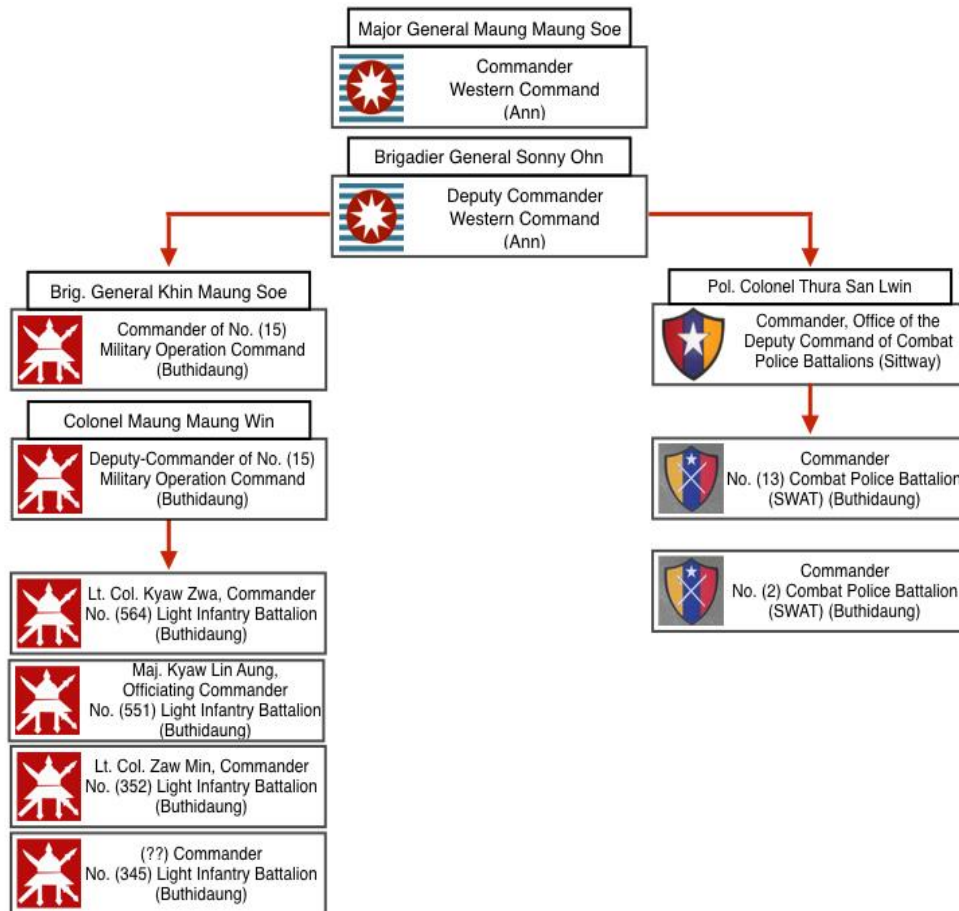 Major General Maung Maung Soe
Commander
Western Command
(Ann)
Brigadier General Sonny Ohn
Deputy Commander
Western Command
(Ann)
Brig. General Khin Maung Soe
Commander of No. (15)
Military Operation Command
(Buthidaung)
Colonel Maung Maung Win
Deputy-Commander of No. (15)
Military Operation Command
(Buthidaung)
Lt. Col. Kyaw Zwa, Commander
No. (564) Light Infantry Battalion
(Buthidaung)
Maj. Kyaw Lin Aung,
Officiating Commander
No. (551) Light Infantry Battalion
(Buthidaung)
Lt. Col. Zaw Min, Commander
No. (352) Light Infantry Battalion
(Buthidaung)
(??) Commander
No. (345) Light Infantry Battalion
(Buthidaung)
Pol. Colonel Thura San Lwin
Commander, Office of the
Deputy Command of Combat
Police Battalions (Sittway)
Commander
No. (13) Combat Police Battalion
(SWAT) (Buthidaung)
Commander
No. (2) Combat Police Battalion
(SWAT) (Buthidaung)